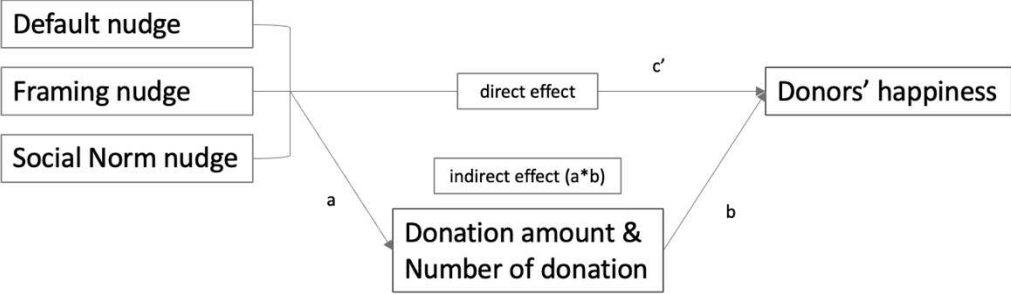 Default nudge
Framing nudge
Social Norm nudge
direct effect
c’
Donors’ happiness
indirect effect (a*b)
a
b
Donation amount &
Number of donation